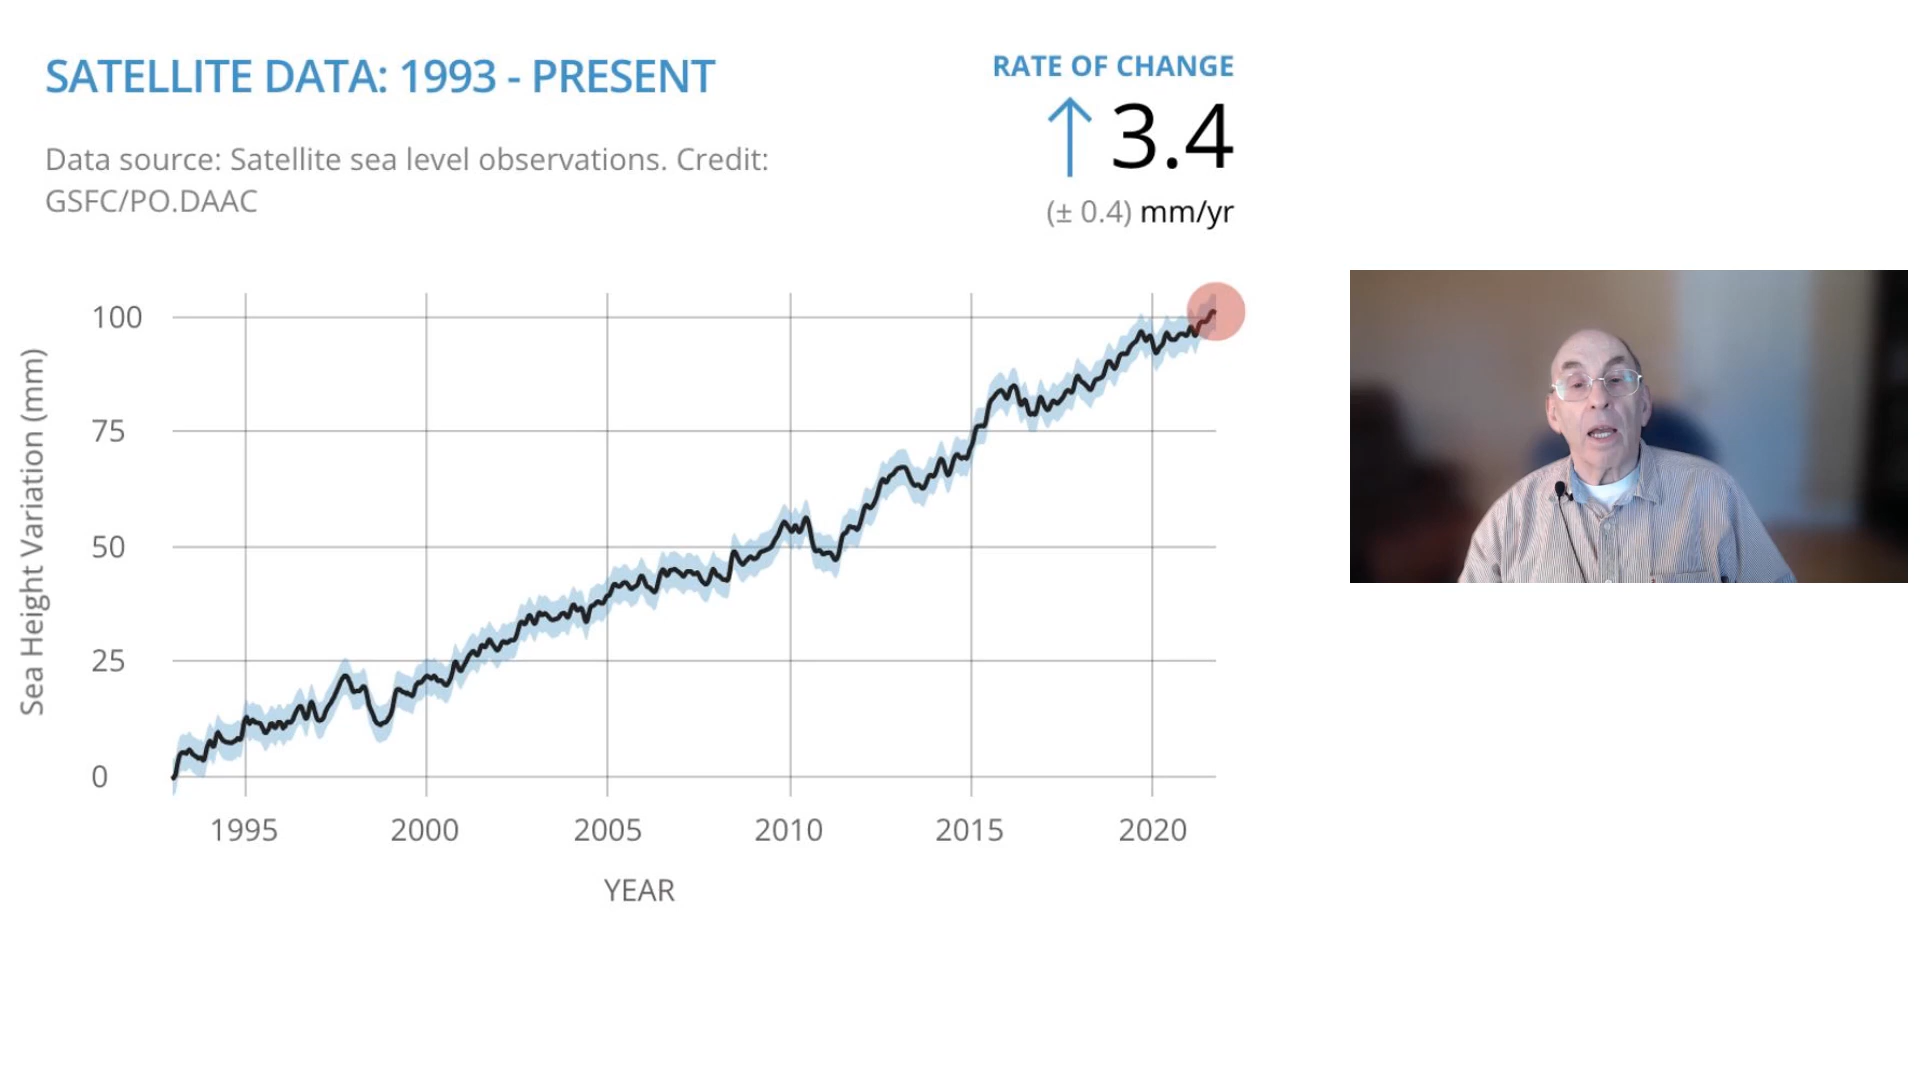 SATELLITE DATA: 1993 - PRESENT
Data source: Satellite sea level observations. Credit:
GSFC/PO.DAAC
RATE OF CHANGE
↑ 3.4
(± 0.4) mm/yr
Sea Height Variation (mm)
100
75
50
25
0
1995 2000 2005 2010 2015 2020
YEAR